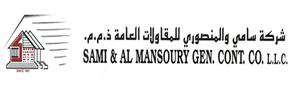 شركة سامي والمنصوري للمقاولات العامة ذ.م.م.
SAMI & AL MANSOURY GEN. CONT. CO. L.L.C.